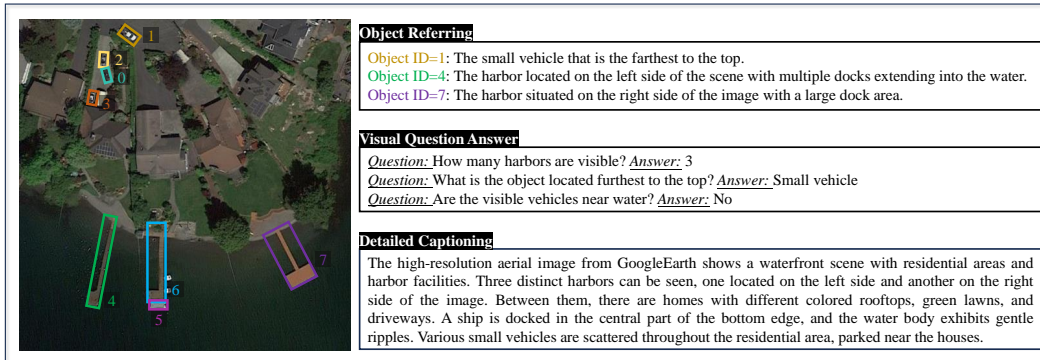 1
2
0
3
4
5
6
7
Object Referring
Object ID=1: The small vehicle that is the farthest to the top.
Object ID=4: The harbor located on the left side of the scene with multiple docks extending into the water.
Object ID=7: The harbor situated on the right side of the image with a large dock area.
Visual Question Answer
Question: How many harbors are visible? Answer: 3
Question: What is the object located furthest to the top? Answer: Small vehicle
Question: Are the visible vehicles near water? Answer: No
Detailed Captioning
The high-resolution aerial image from GoogleEarth shows a waterfront scene with residential areas and
harbor facilities. Three distinct harbors can be seen, one located on the left side and another on the right
side of the image. Between them, there are homes with different colored rooftops, green lawns, and
driveways. A ship is docked in the central part of the bottom edge, and the water body exhibits gentle
ripples. Various small vehicles are scattered throughout the residential area, parked near the houses.